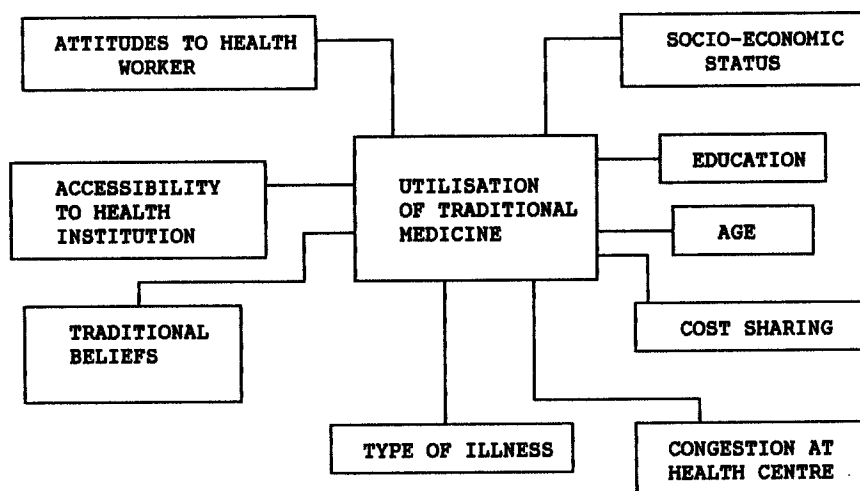 ATTITUDES TO HEALTH
WORKER
SOCIO-ECONOMIC
STATUS
ACCESSIBILITY
TO HEALTH
INSTITUTION
UTILISATION
OF TRADITIONAL
MEDICINE
EDUCATION
AGE
TRADITIONAL
BELIEFS
COST SHARING
TYPE OF ILLNESS
CONGESTION AT
HEALTH CENTRE